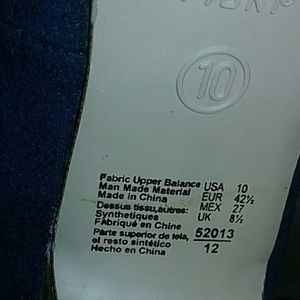 10
Fabric Upper Balance USA 10
Man Made Material EUR 42½
Made in China MEX 27
Dessus tissu,autres: UK 8½
Synthetiques
Fabriqué en Chine 52013
Parte superior de tela, 12
el resto sintético
Hecho en China